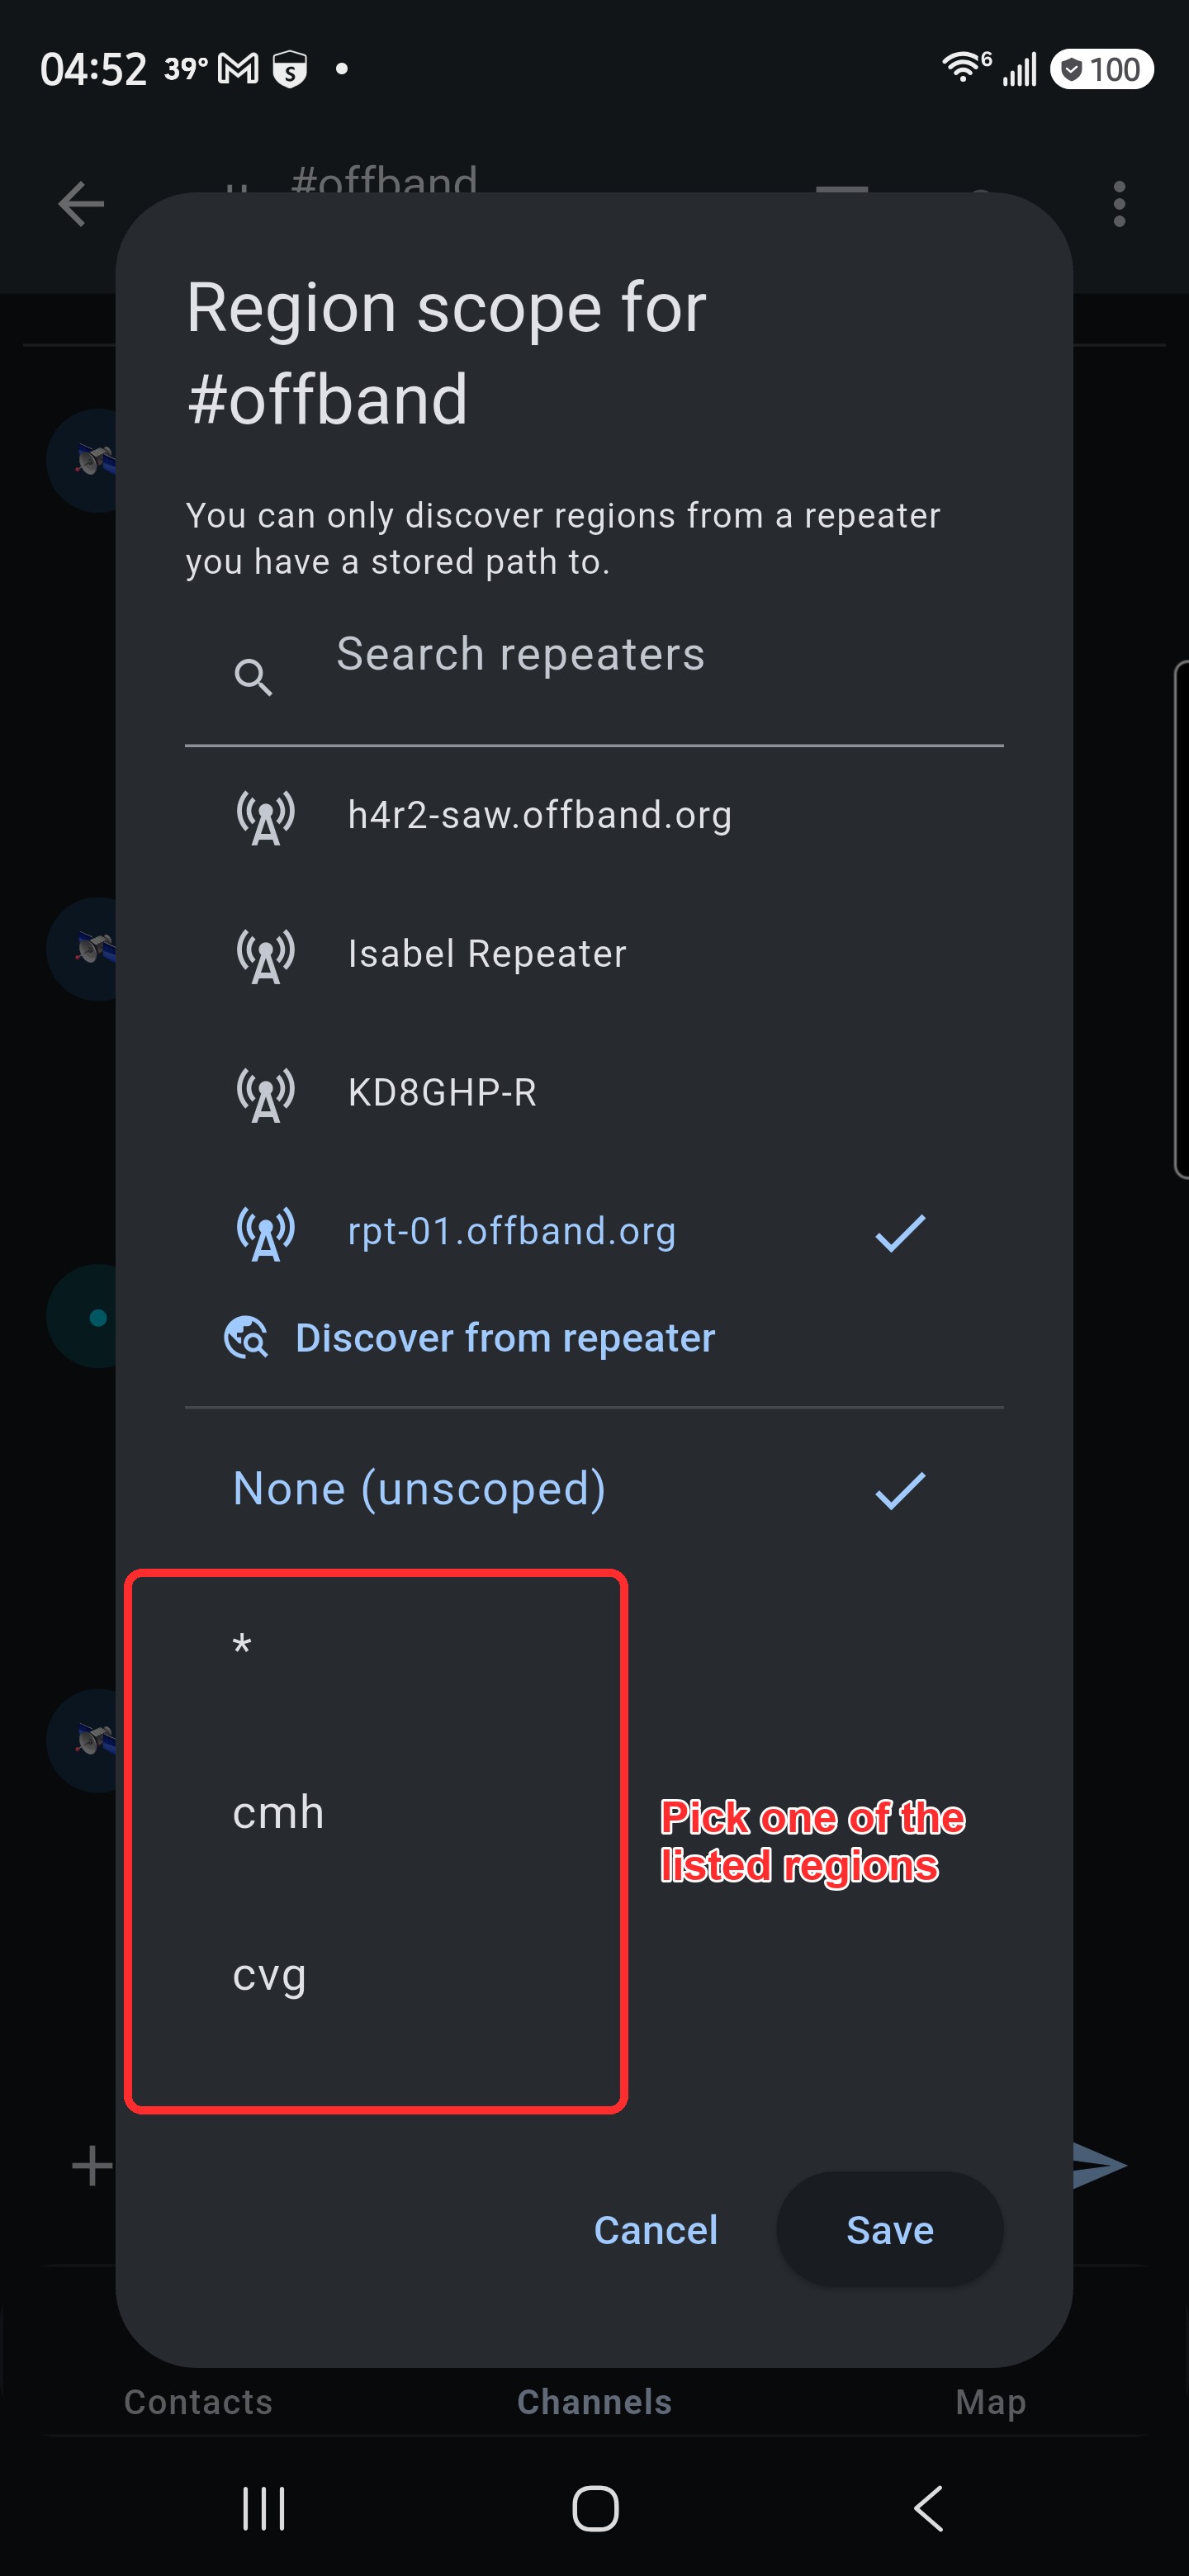 04:52 39° S 6 100
#offband
Region scope for
#offband
You can only discover regions from a repeater
you have a stored path to.
Search repeaters
h4r2-saw.offband.org
Isabel Repeater
KD8GHP-R
rpt-01.offband.org
Discover from repeater
None (unscoped)
*
cmh
Pick one of the
listed regions
cvg
Cancel Save
Contacts Channels Map